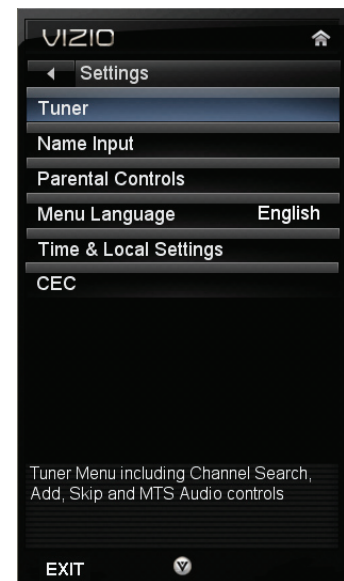 VIZIO
Settings
Tuner
Name Input
Parental Controls
Menu Language English
Time & Local Settings
CEC
Tuner Menu including Channel Search,
Add, Skip and MTS Audio controls
EXIT V